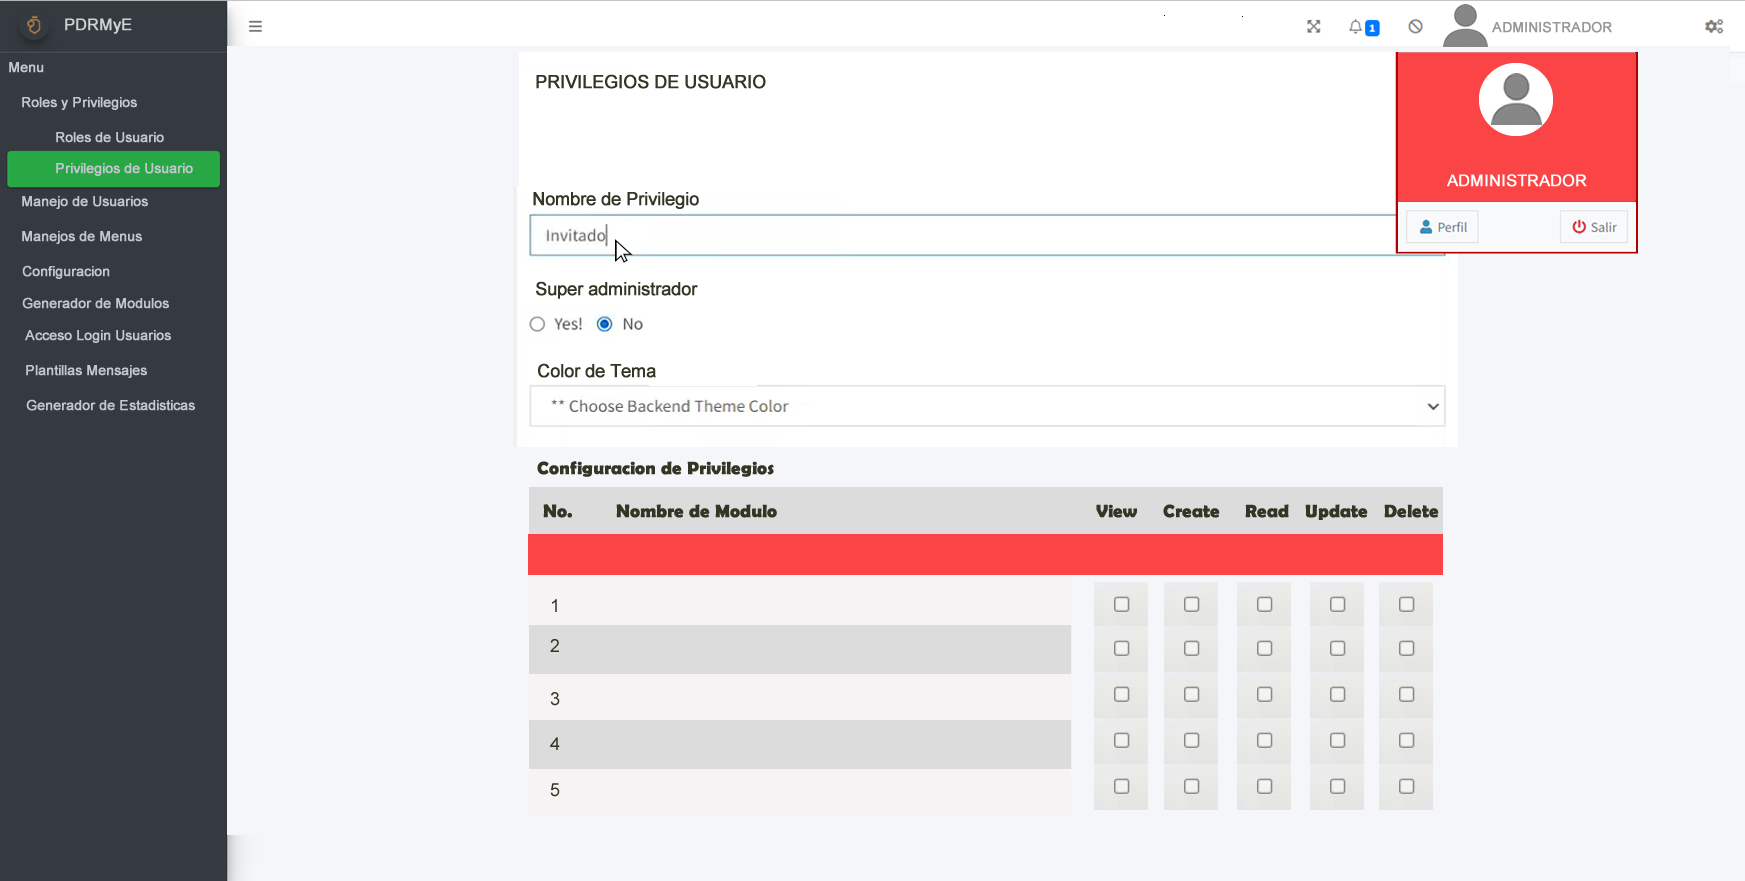 PDRMyE
1
ADMINISTRADOR
Menu
Roles y Privilegios
Roles de Usuario
Privilegios de Usuario
Manejo de Usuarios
Manejos de Menus
Configuracion
Generador de Modulos
Acceso Login Usuarios
Plantillas Mensajes
Generador de Estadisticas
PRIVILEGIOS DE USUARIO
ADMINISTRADOR
Perfil Salir
Nombre de Privilegio
Invitado
Super administrador
Yes! No
Color de Tema
** Choose Backend Theme Color
Configuracion de Privilegios
No. Nombre de Modulo View Create Read Update Delete
1
2
3
4
5